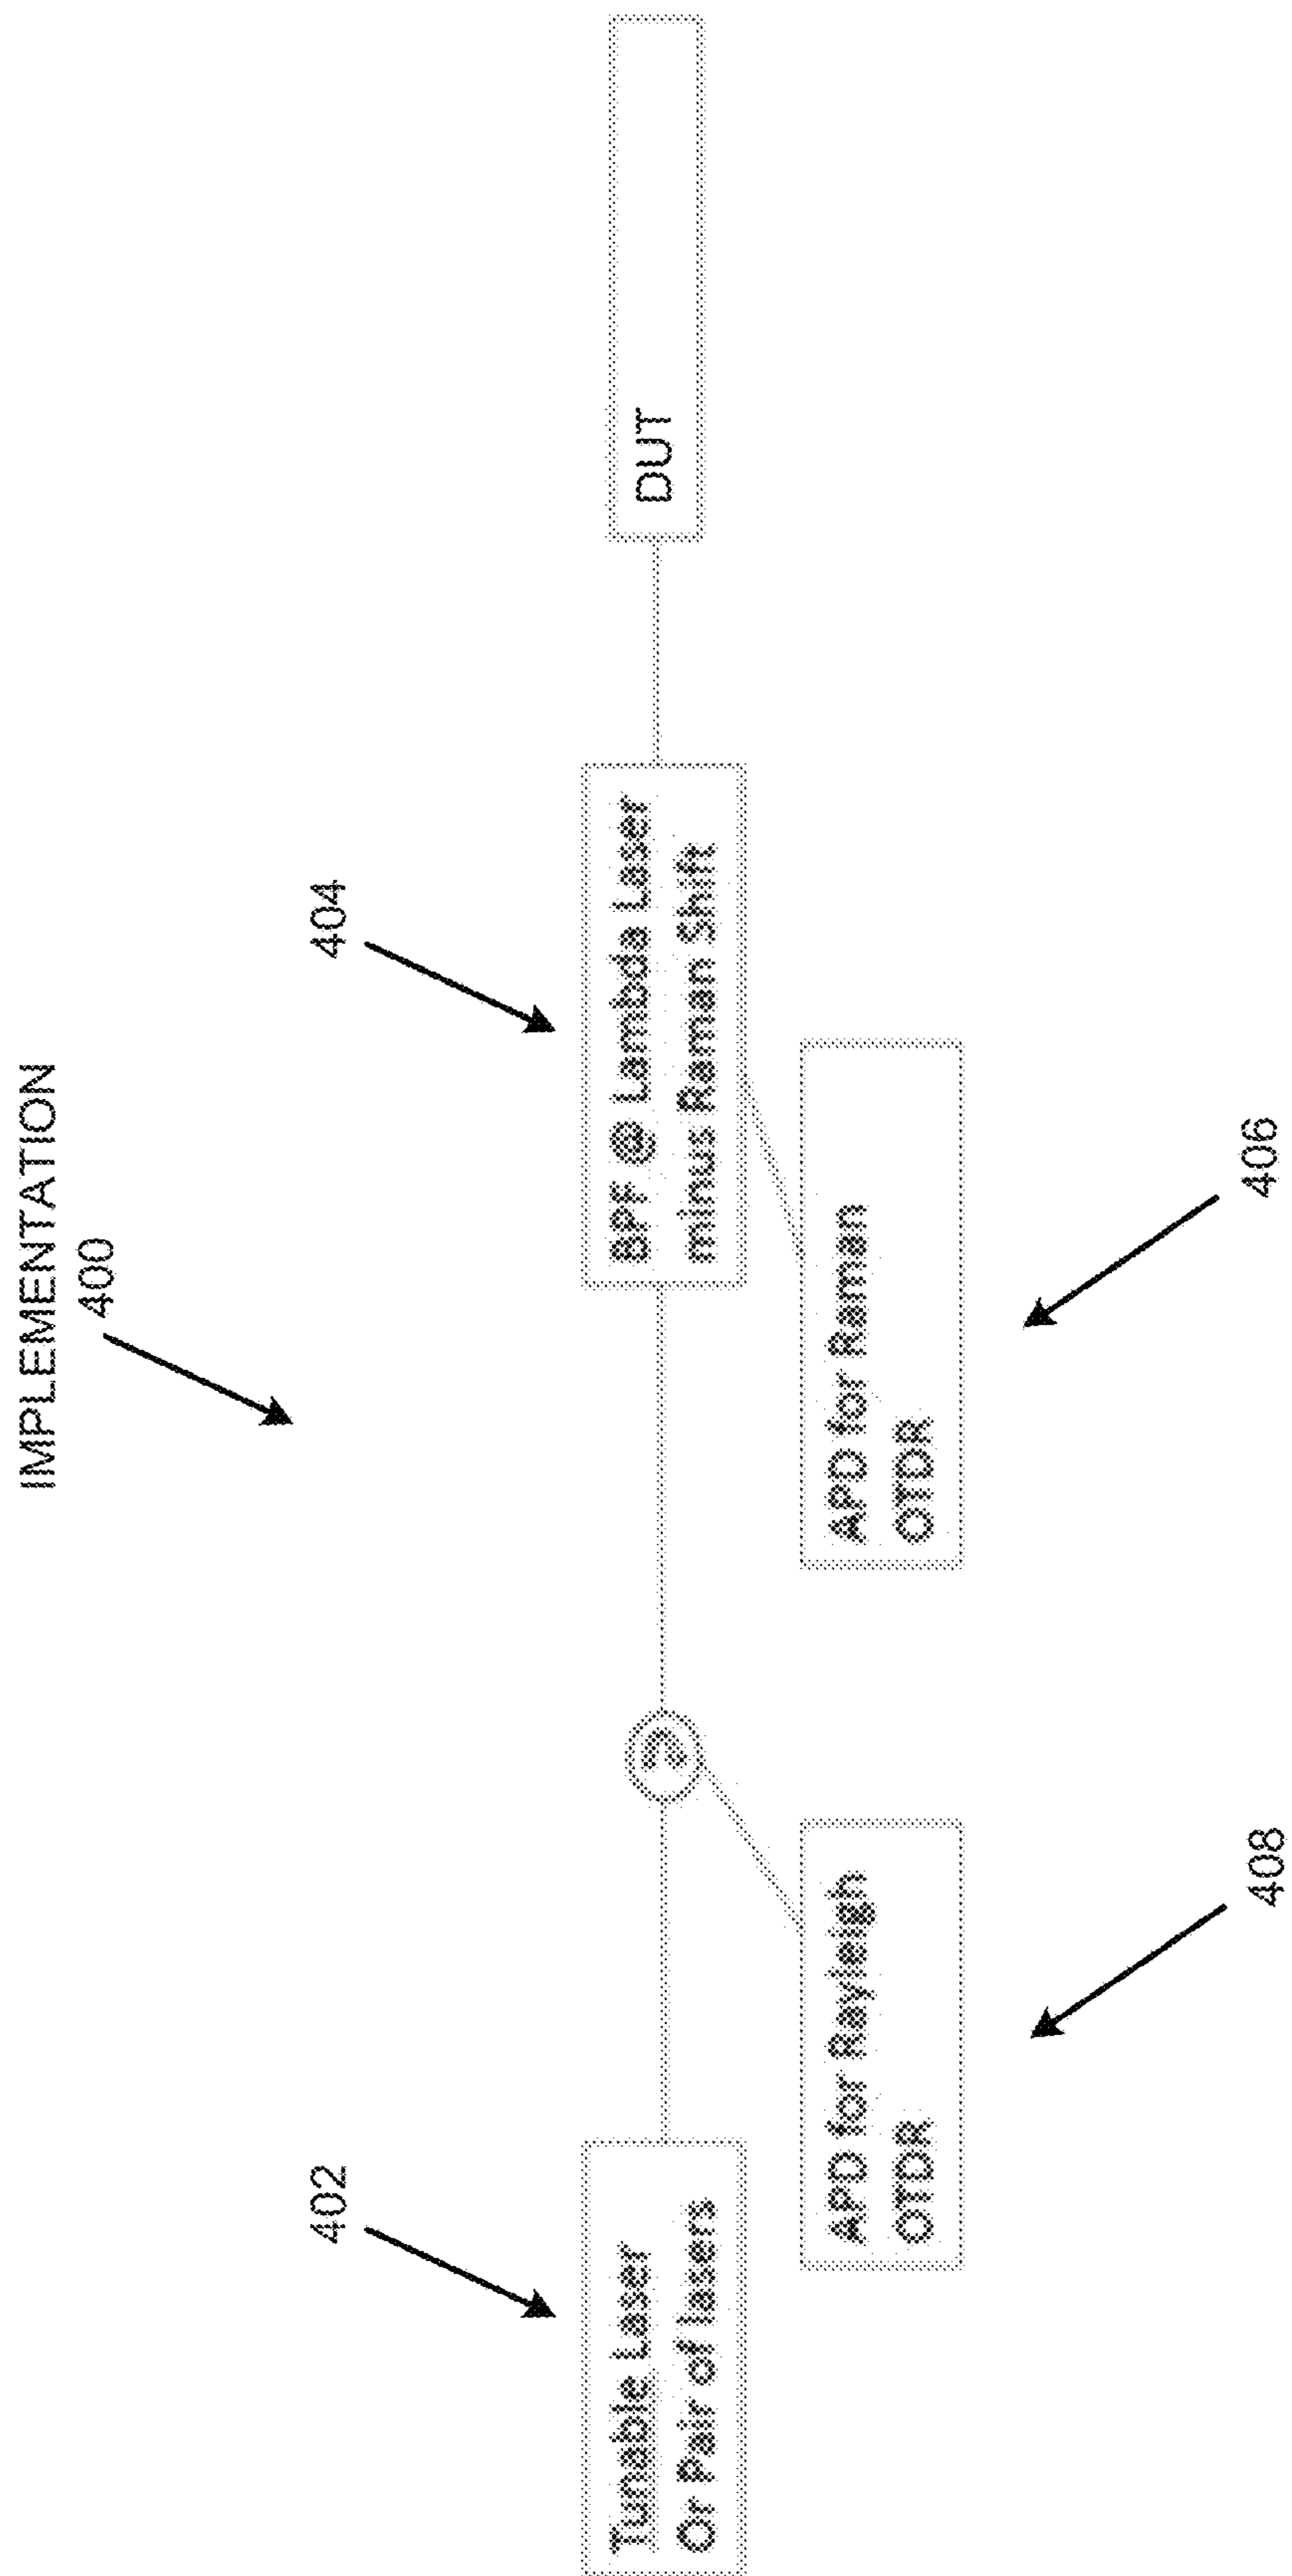 IMPLEMENTATION
400
402
404
Tunable Laser
Or Pair of lasers
BPF @ Lambda Laser
minus Raman Shift
DUT
APD for Rayleigh
OTDR
APD for Raman
OTDR
408
406